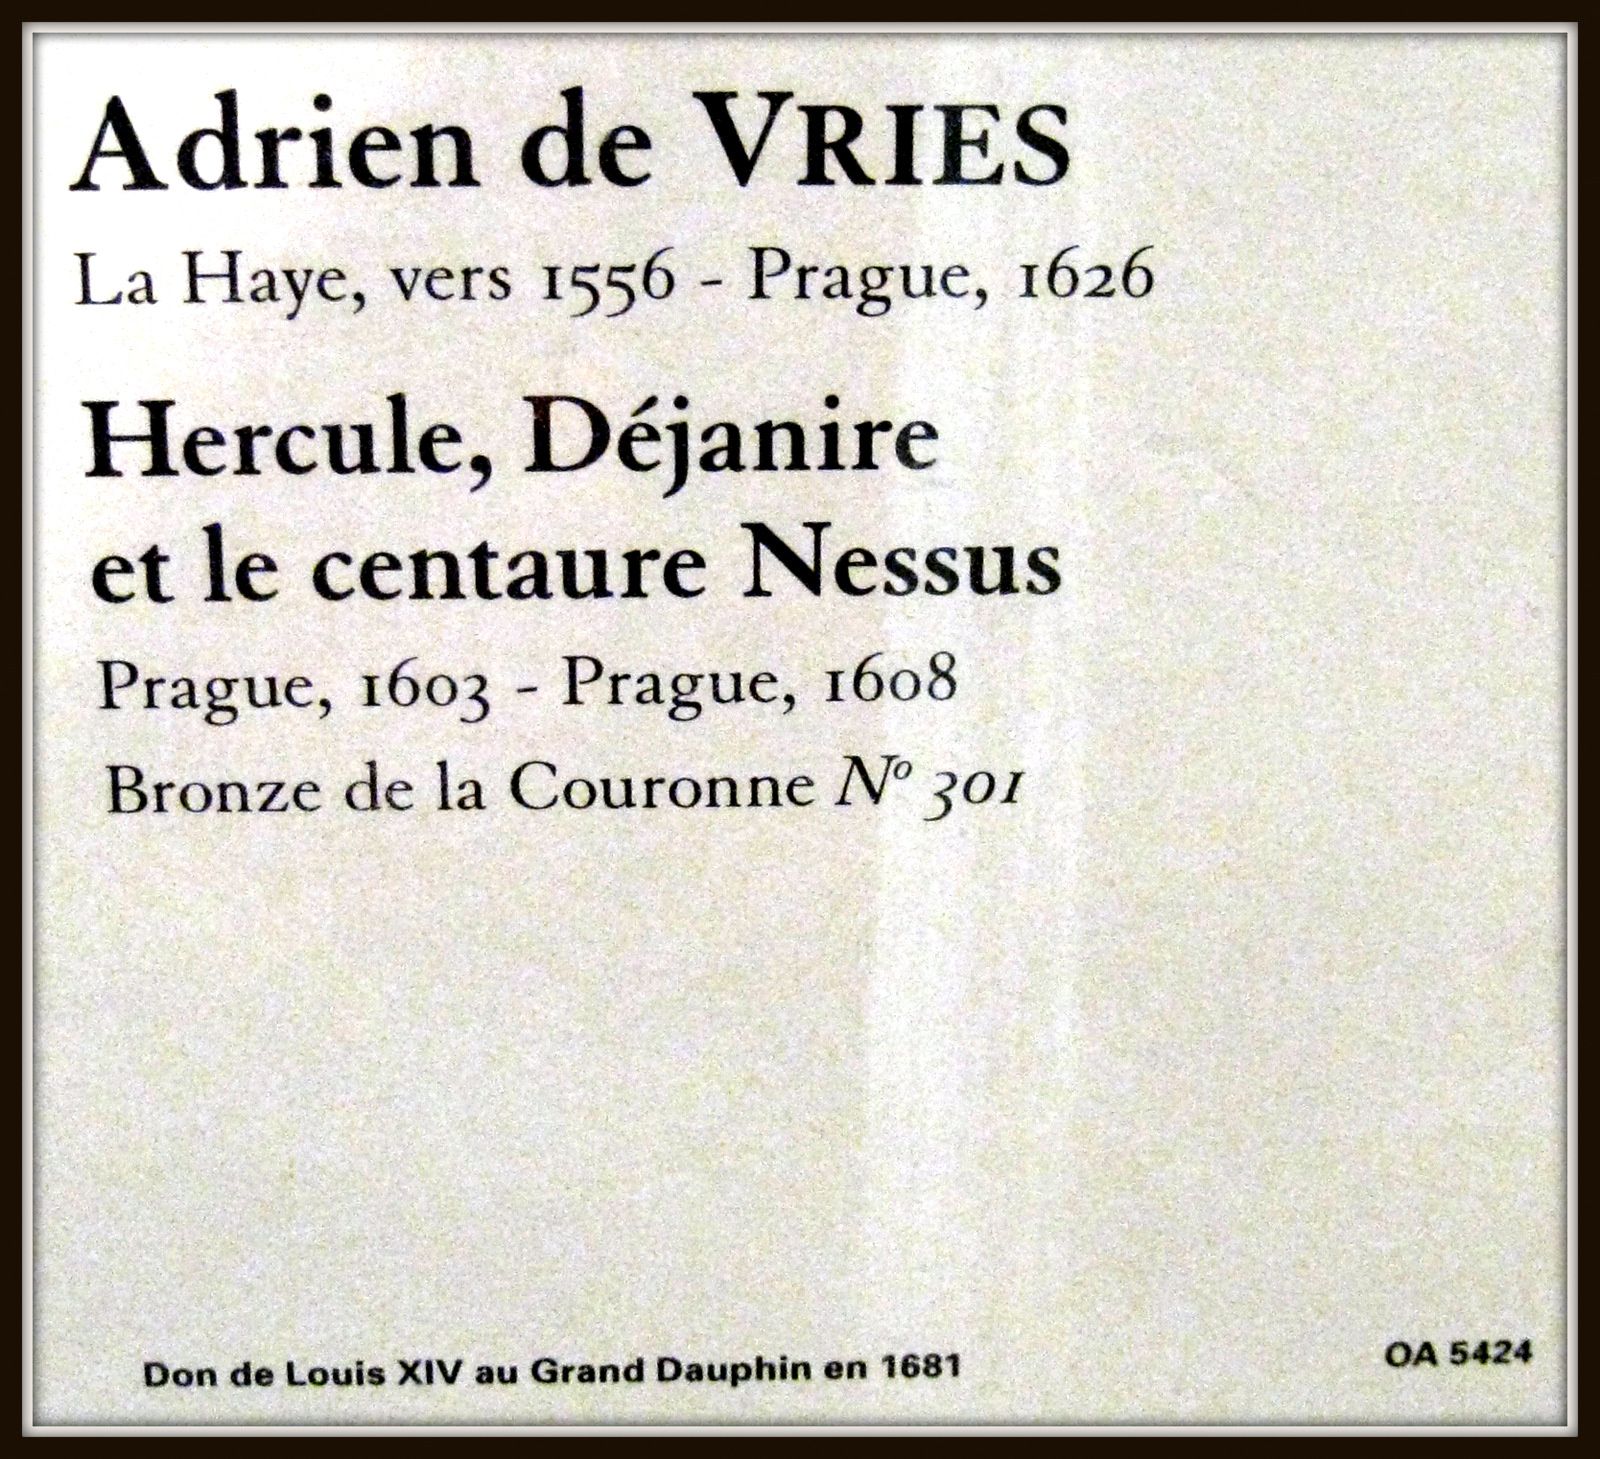 Adrien de VRIES
La Haye, vers 1556 - Prague, 1626
Hercule, Déjanire
et le centaure Nessus
Prague, 1603 - Prague, 1608
Bronze de la Couronne Nº 301
Don de Louis XIV au Grand Dauphin en 1681
OA 5424